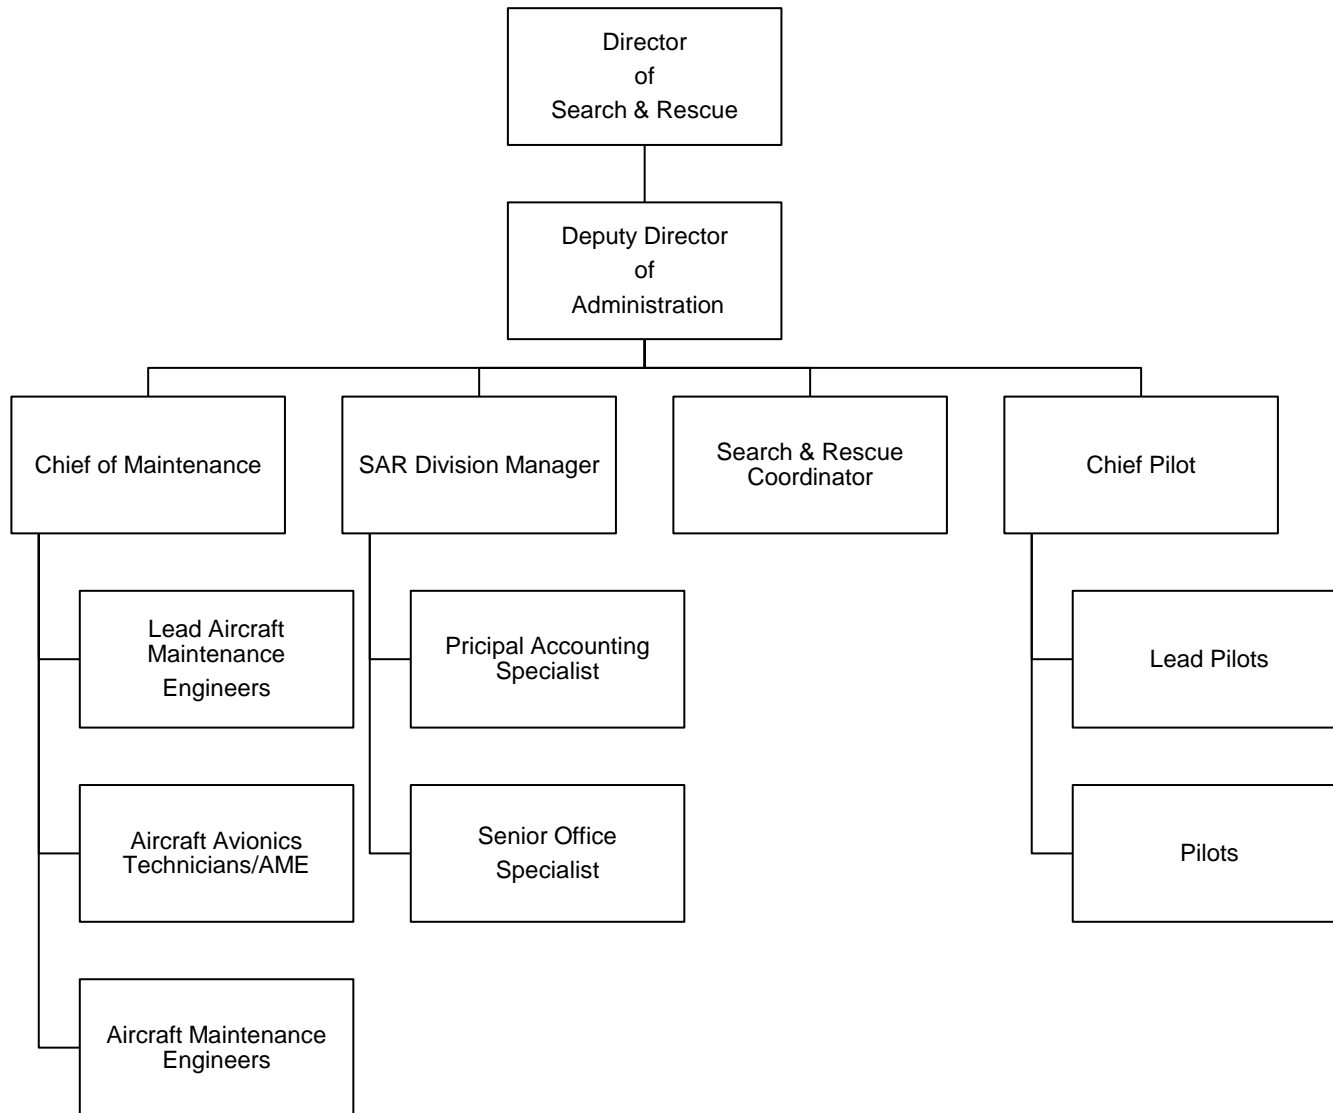 Director
of
Search & Rescue
Deputy Director
of
Administration
Chief of Maintenance
SAR Division Manager
Search & Rescue
Coordinator
Chief Pilot
Lead Aircraft
Maintenance
Engineers
Pricipal Accounting
Specialist
Lead Pilots
Aircraft Avionics
Technicians/AME
Senior Office
Specialist
Pilots
Aircraft Maintenance
Engineers